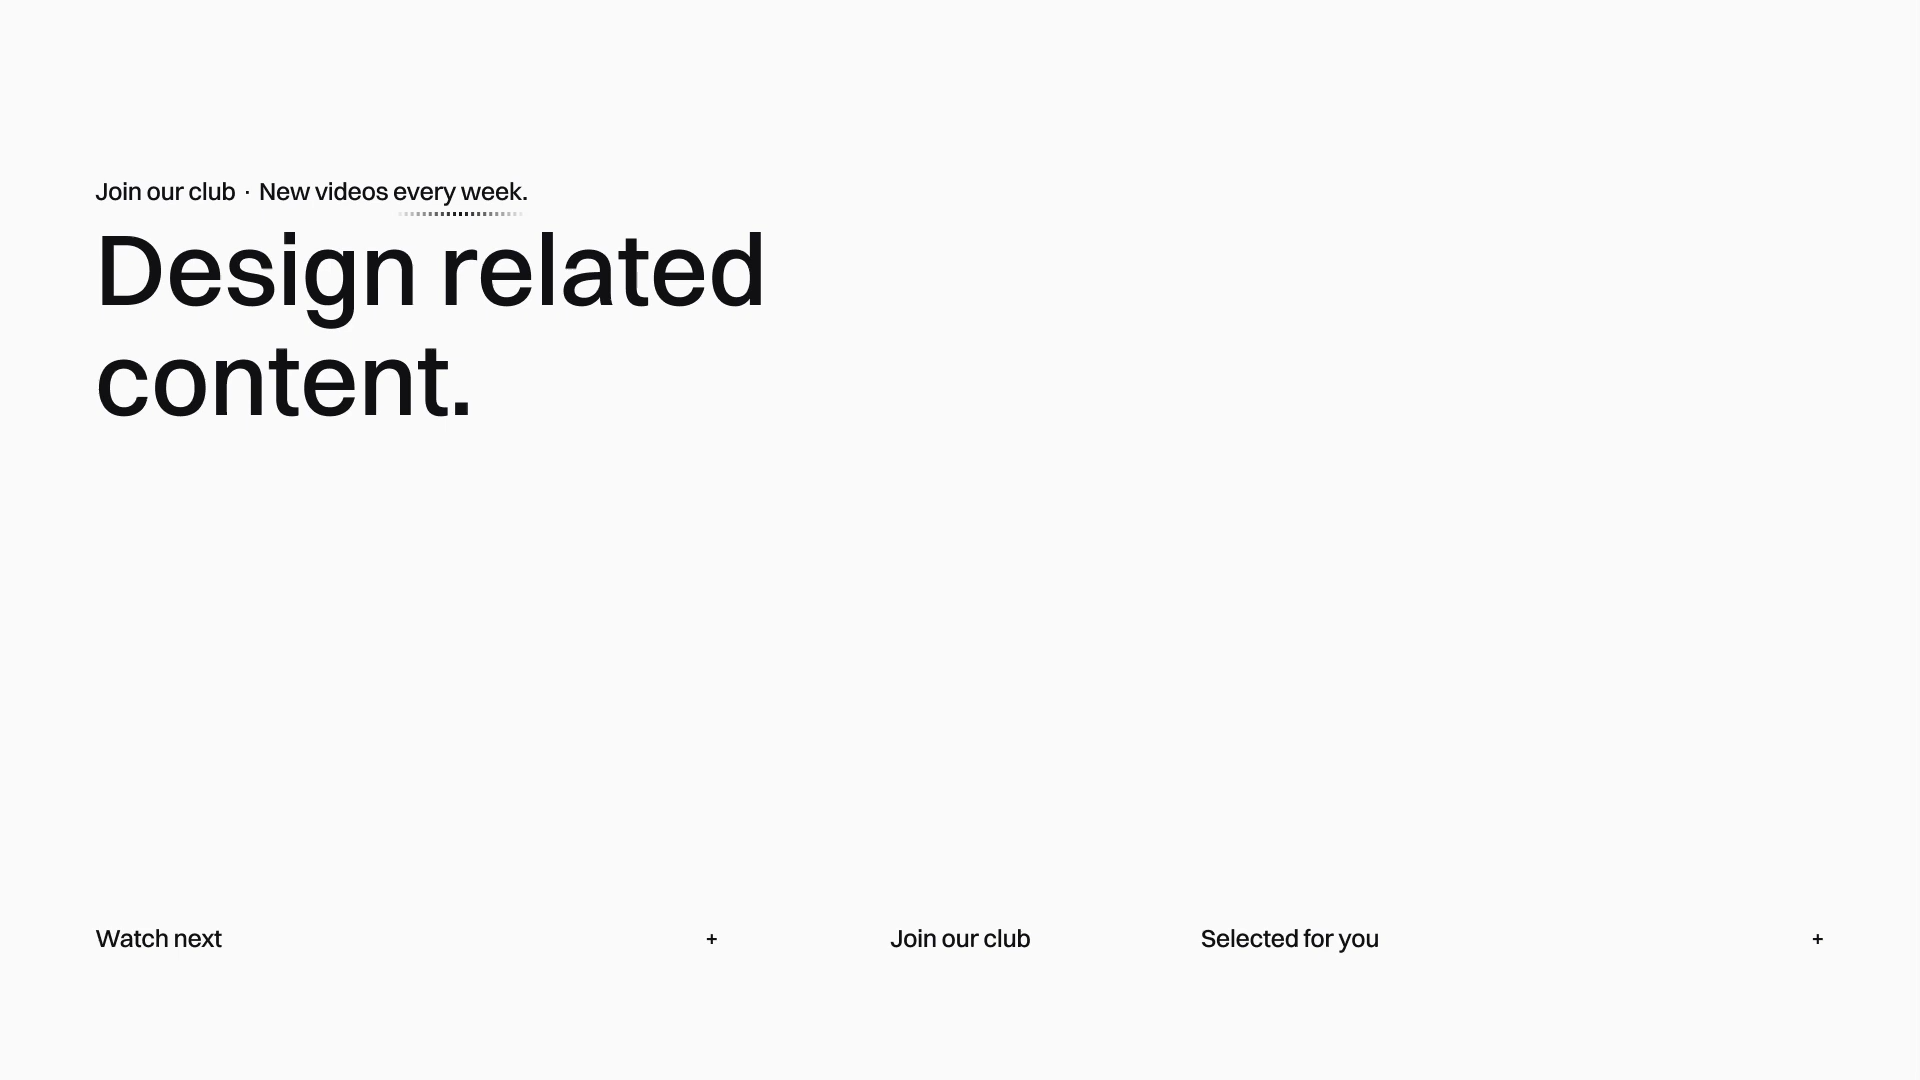 Join our club · New videos every week.
Design related
content.
Watch next + Join our club Selected for you +